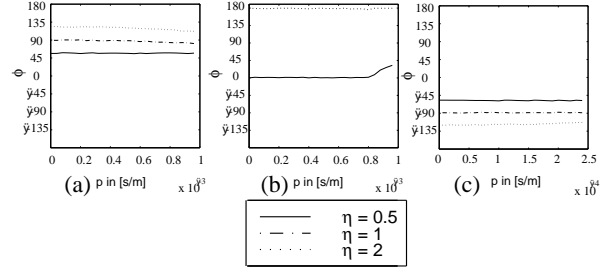 180 180 180
135 135 135
90 90 90
45 45 45
ϕ 0 ϕ 0 ϕ 0
ÿ45 ÿ45 ÿ45
ÿ90 ÿ90 ÿ90
ÿ135 ÿ135 ÿ135
0 0.2 0.4 0.6 0.8 1 0 0.2 0.4 0.6 0.8 1 0 0.5 1 1.5 2 2.5
(a) p in [s/m] x 10ÿ3 (b) p in [s/m] x 10ÿ3 (c) p in [s/m] x 10ÿ4
η = 0.5
η = 1
η = 2